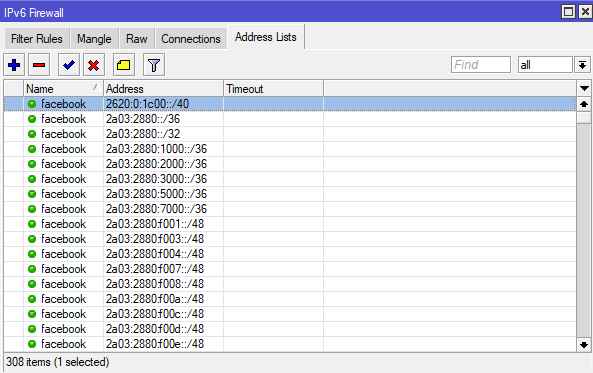 IPv6 Firewall
Filter Rules Mangle Raw Connections Address Lists
Find all
Name Address Timeout
facebook 2620:0:1c00::/40
facebook 2a03:2880::/36
facebook 2a03:2880::/32
facebook 2a03:2880:1000::/36
facebook 2a03:2880:2000::/36
facebook 2a03:2880:3000::/36
facebook 2a03:2880:5000::/36
facebook 2a03:2880:7000::/36
facebook 2a03:2880:f001::/48
facebook 2a03:2880:f003::/48
facebook 2a03:2880:f004::/48
facebook 2a03:2880:f007::/48
facebook 2a03:2880:f008::/48
facebook 2a03:2880:f00a::/48
facebook 2a03:2880:f00c::/48
facebook 2a03:2880:f00d::/48
facebook 2a03:2880:f00e::/48
308 items (1 selected)